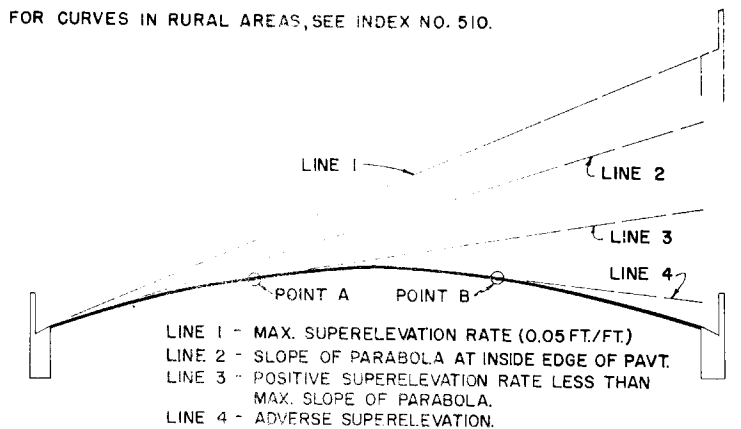 FOR CURVES IN RURAL AREAS, SEE INDEX NO. 510.
LINE 1
LINE 2
LINE 3
LINE 4
POINT A
POINT B
LINE 1 - MAX. SUPERELEVATION RATE (0.05 FT./FT.)
LINE 2 - SLOPE OF PARABOLA AT INSIDE EDGE OF PAVT.
LINE 3 - POSITIVE SUPERELEVATION RATE LESS THAN
MAX. SLOPE OF PARABOLA.
LINE 4 - ADVERSE SUPERELEVATION.